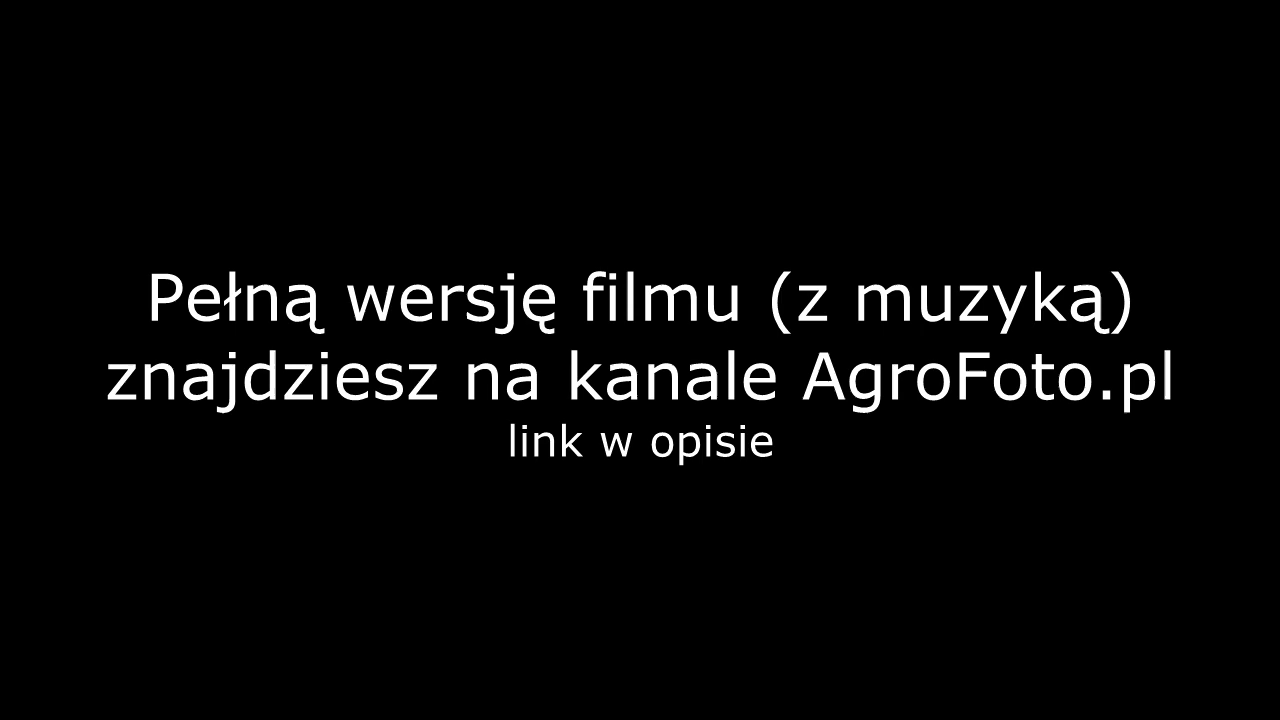 Pełną wersję filmu (z muzyką)
znajdziesz na kanale AgroFoto.pl
link w opisie